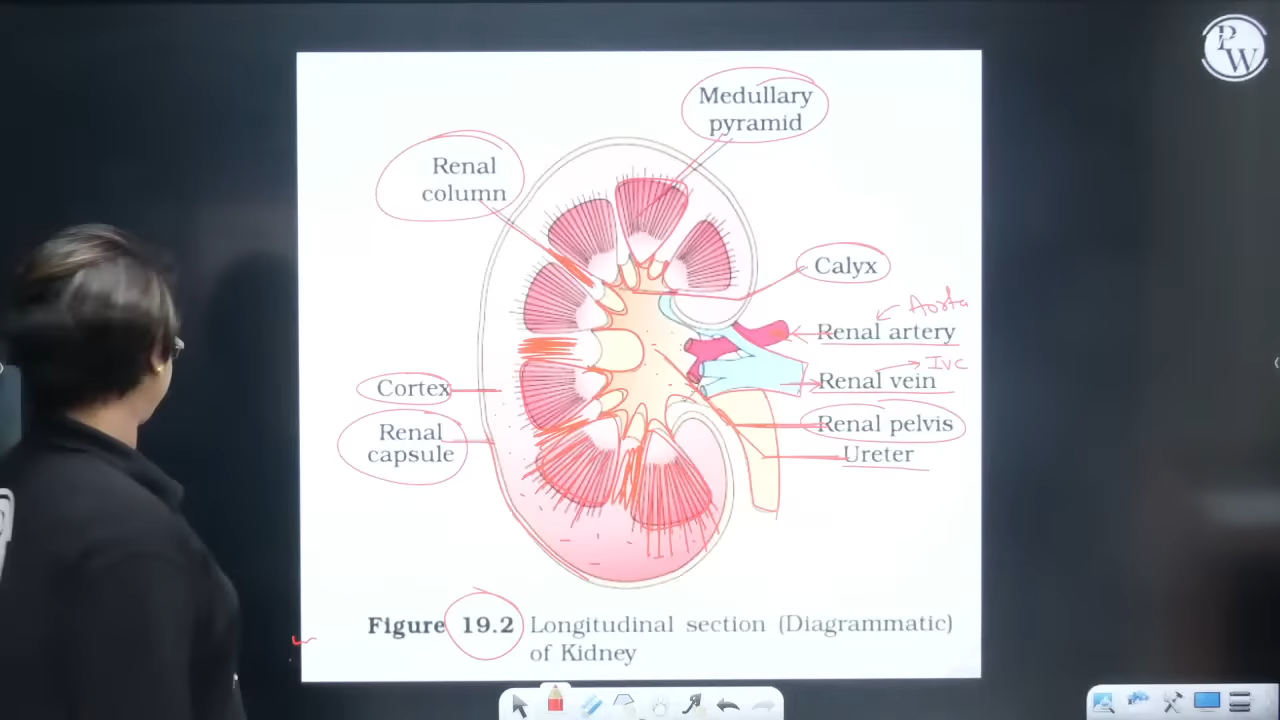 PW
Medullary
pyramid
Renal
column
Calyx
Aorta
Renal artery
IVC
Renal vein
Cortex
Renal pelvis
Renal
capsule
Ureter
Figure 19.2 Longitudinal section (Diagrammatic)
of Kidney